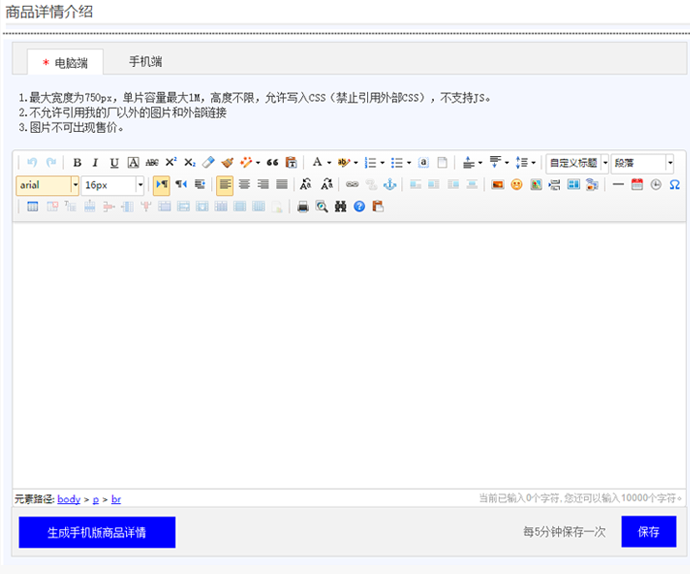 商品详情介绍
* 电脑端 手机端
1.最大宽度为750px，单片容量最大1M，高度不限，允许写入CSS（禁止引用外部CSS），不支持JS。
2.不允许引用我的厂以外的图片和外部链接
3.图片不可出现售价。
B I U A ABC X² X₂ A ab a 自定义标题 段落
arial 16px
元素路径: body > p > br 当前已输入0个字符,您还可以输入10000个字符。
生成手机版商品详情 每5分钟保存一次 保存